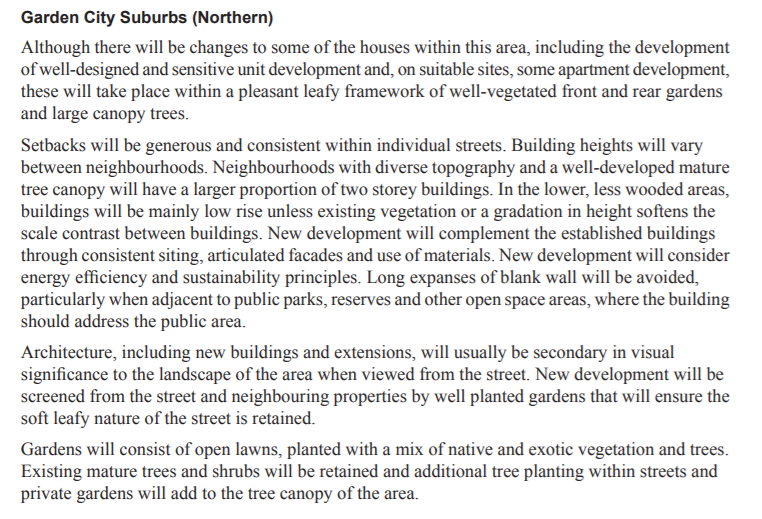 Garden City Suburbs (Northern)
Although there will be changes to some of the houses within this area, including the development
of well-designed and sensitive unit development and, on suitable sites, some apartment development,
these will take place within a pleasant leafy framework of well-vegetated front and rear gardens
and large canopy trees.
Setbacks will be generous and consistent within individual streets. Building heights will vary
between neighbourhoods. Neighbourhoods with diverse topography and a well-developed mature
tree canopy will have a larger proportion of two storey buildings. In the lower, less wooded areas,
buildings will be mainly low rise unless existing vegetation or a gradation in height softens the
scale contrast between buildings. New development will complement the established buildings
through consistent siting, articulated facades and use of materials. New development will consider
energy efficiency and sustainability principles. Long expanses of blank wall will be avoided,
particularly when adjacent to public parks, reserves and other open space areas, where the building
should address the public area.
Architecture, including new buildings and extensions, will usually be secondary in visual
significance to the landscape of the area when viewed from the street. New development will be
screened from the street and neighbouring properties by well planted gardens that will ensure the
soft leafy nature of the street is retained.
Gardens will consist of open lawns, planted with a mix of native and exotic vegetation and trees.
Existing mature trees and shrubs will be retained and additional tree planting within streets and
private gardens will add to the tree canopy of the area.